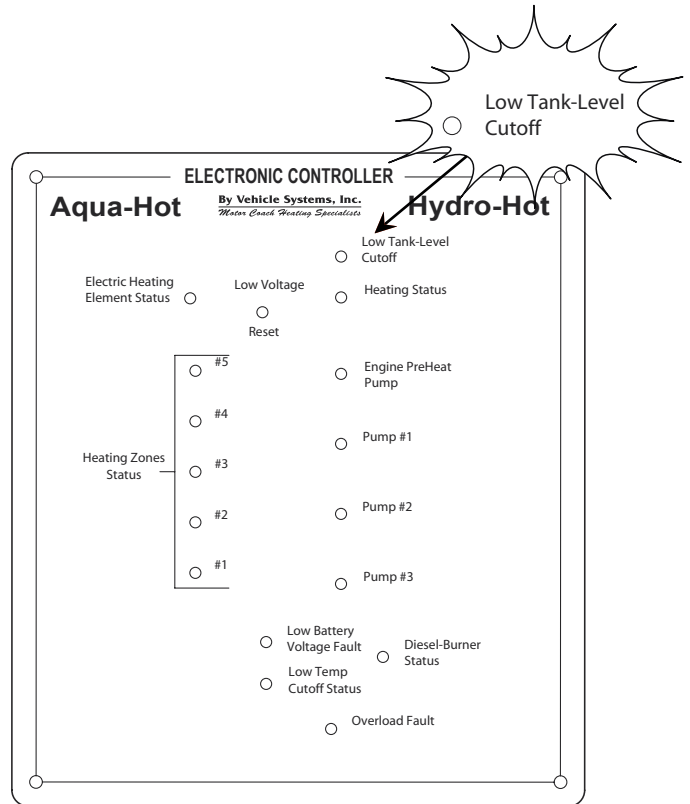 Low Tank-Level
Cutoff
ELECTRONIC CONTROLLER
Aqua-Hot
By Vehicle Systems, Inc.
Motor Coach Heating Specialists
Hydro-Hot
Low Tank-Level
Cutoff
Electric Heating
Element Status
Low Voltage
Reset
Heating Status
#5
#4
#3
#2
#1
Heating Zones
Status
Engine PreHeat
Pump
Pump #1
Pump #2
Pump #3
Low Battery
Voltage Fault
Diesel-Burner
Status
Low Temp
Cutoff Status
Overload Fault